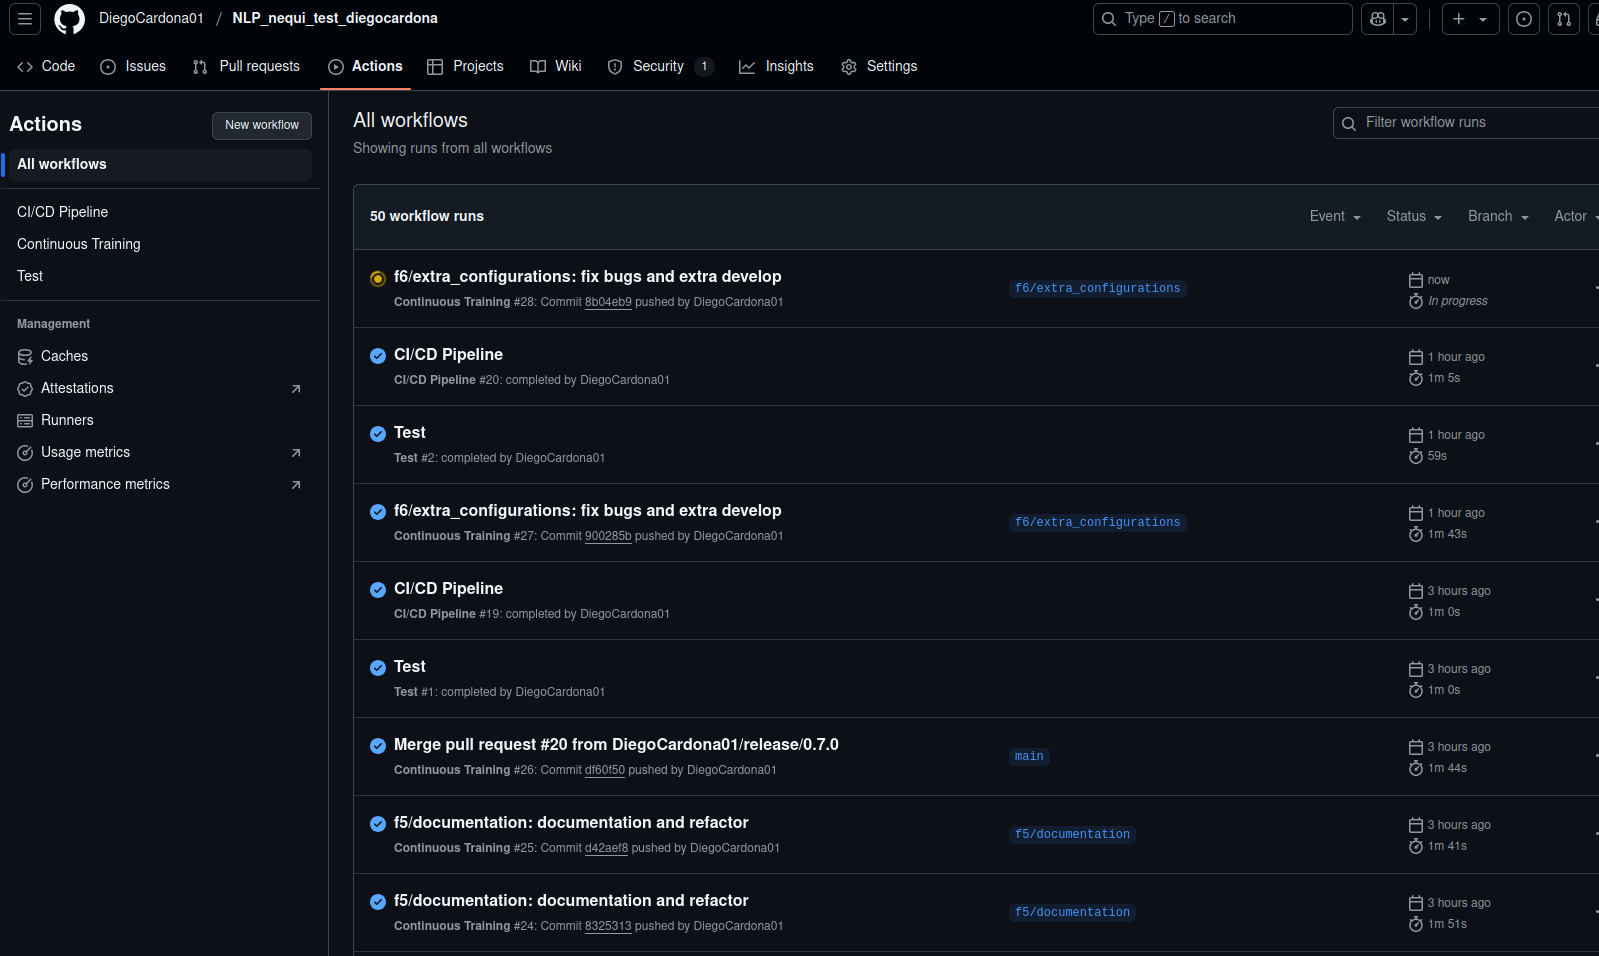 DiegoCardona01 / NLP_nequi_test_diegocardona
Type / to search
Code
Issues
Pull requests
Actions
Projects
Wiki
Security 1
Insights
Settings
Actions
New workflow
All workflows
CI/CD Pipeline
Continuous Training
Test
Management
Caches
Attestations
Runners
Usage metrics
Performance metrics
All workflows
Showing runs from all workflows
Filter workflow runs
50 workflow runs
Event
Status
Branch
Actor
f6/extra_configurations: fix bugs and extra develop
Continuous Training #28: Commit 8b04eb9 pushed by DiegoCardona01
f6/extra_configurations
now
In progress
CI/CD Pipeline
CI/CD Pipeline #20: completed by DiegoCardona01
1 hour ago
1m 5s
Test
Test #2: completed by DiegoCardona01
1 hour ago
59s
f6/extra_configurations: fix bugs and extra develop
Continuous Training #27: Commit 900285b pushed by DiegoCardona01
f6/extra_configurations
1 hour ago
1m 43s
CI/CD Pipeline
CI/CD Pipeline #19: completed by DiegoCardona01
3 hours ago
1m 0s
Test
Test #1: completed by DiegoCardona01
3 hours ago
1m 0s
Merge pull request #20 from DiegoCardona01/release/0.7.0
Continuous Training #26: Commit df60f50 pushed by DiegoCardona01
main
3 hours ago
1m 44s
f5/documentation: documentation and refactor
Continuous Training #25: Commit d42aef8 pushed by DiegoCardona01
f5/documentation
3 hours ago
1m 41s
f5/documentation: documentation and refactor
Continuous Training #24: Commit 8325313 pushed by DiegoCardona01
f5/documentation
3 hours ago
1m 51s